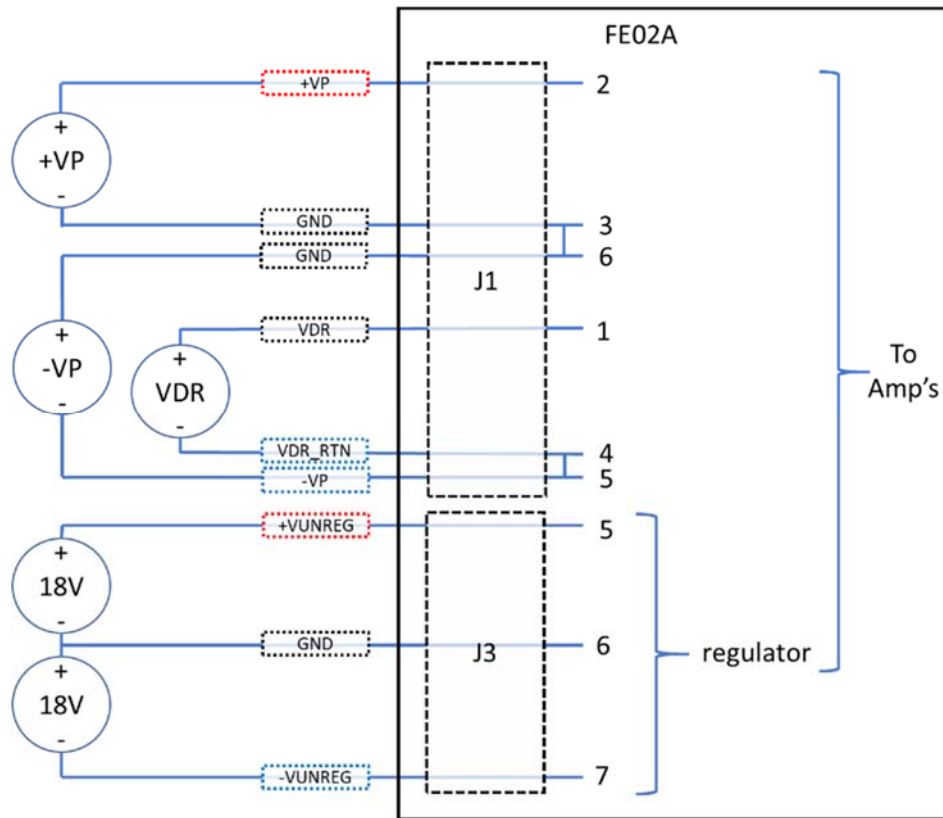 FE02A
+VP
2
+
+VP
-
GND
3
GND
6
J1
+
-VP
-
VDR
1
+
VDR
-
To
Amp's
VDR_RTN
4
-VP
5
+VUNREG
5
+
18V
-
GND
6
J3
regulator
+
18V
-
-VUNREG
7